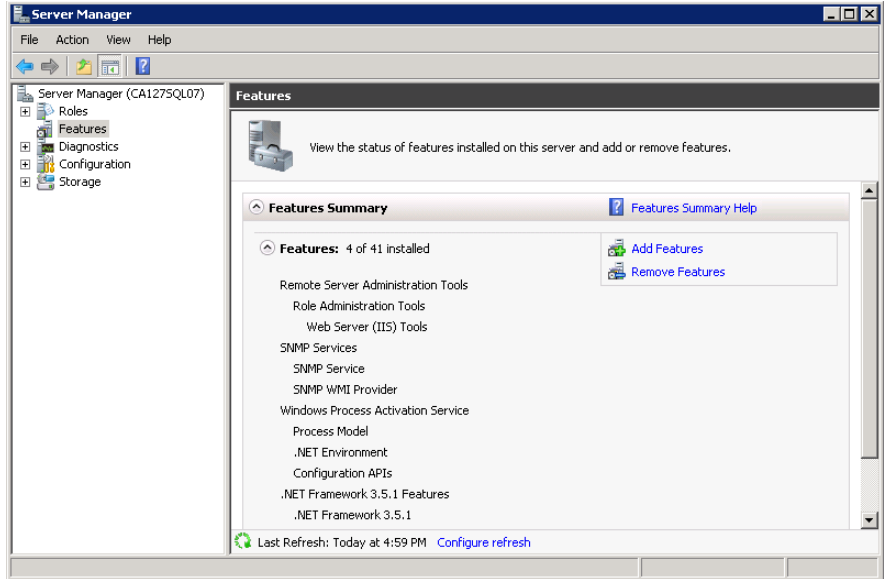 Server Manager
File Action View Help
Server Manager (CA127SQL07)
Roles
Features
Diagnostics
Configuration
Storage
Features
View the status of features installed on this server and add or remove features.
Features Summary
Features Summary Help
Features: 4 of 41 installed
Add Features
Remove Features
Remote Server Administration Tools
Role Administration Tools
Web Server (IIS) Tools
SNMP Services
SNMP Service
SNMP WMI Provider
Windows Process Activation Service
Process Model
.NET Environment
Configuration APIs
.NET Framework 3.5.1 Features
.NET Framework 3.5.1
Last Refresh: Today at 4:59 PM Configure refresh